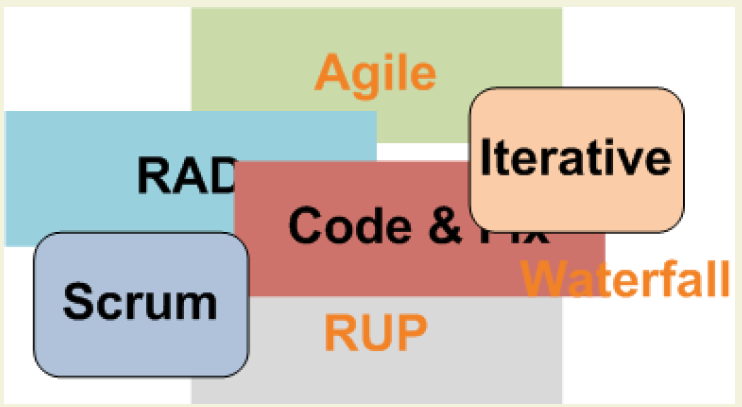 Agile
Iterative
RAD
Code & Fix
Waterfall
Scrum
RUP